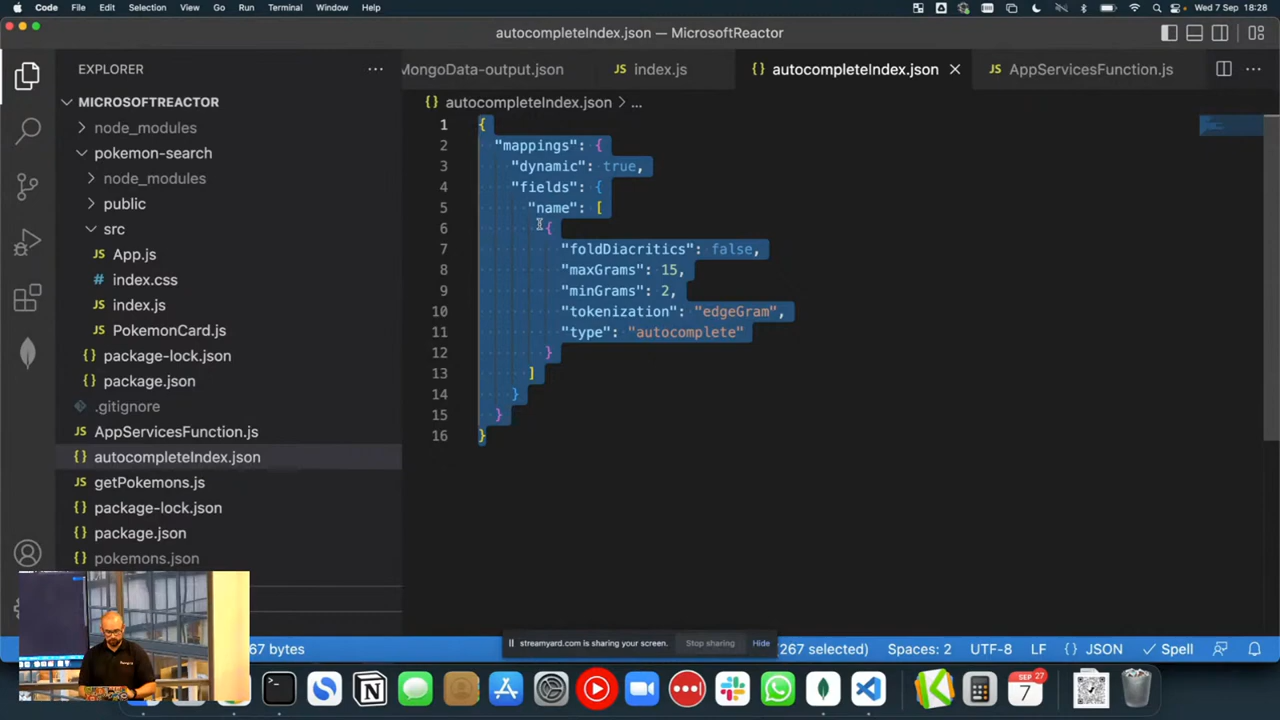 Code File Edit Selection View Go Run Terminal Window Help Wed 7 Sep 18:28
autocompleteIndex.json — MicrosoftReactor
EXPLORER
MongoData-output.json index.js autocompleteIndex.json AppServicesFunction.js
autocompleteIndex.json > ...
MICROSOFTREACTOR
node_modules
pokemon-search
node_modules
public
src
App.js
index.css
index.js
PokemonCard.js
package-lock.json
package.json
.gitignore
AppServicesFunction.js
autocompleteIndex.json
getPokemons.js
package-lock.json
package.json
pokemons.json
1 {
2 "mappings": {
3 "dynamic": true,
4 "fields": {
5 "name": [
6 {
7 "foldDiacritics": false,
8 "maxGrams": 15,
9 "minGrams": 2,
10 "tokenization": "edgeGram",
11 "type": "autocomplete"
12 }
13 ]
14 }
15 }
16 }
streamyard.com is sharing your screen. Stop sharing Hide
67 bytes (267 selected) Spaces: 2 UTF-8 LF {} JSON Spell
SEP 27
7